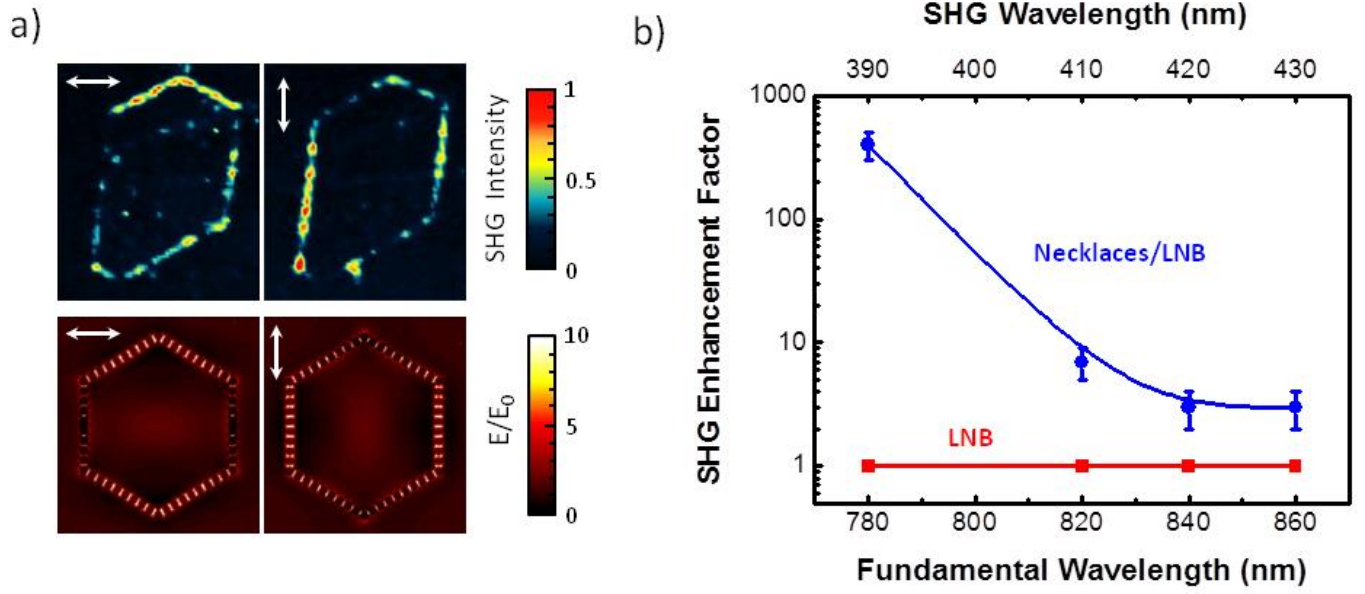 a)
SHG Intensity
1
0.5
0
E/E0
10
5
0
b)
SHG Wavelength (nm)
390 400 410 420 430
SHG Enhancement Factor
1000
100
10
1
Necklaces/LNB
LNB
780 800 820 840 860
Fundamental Wavelength (nm)